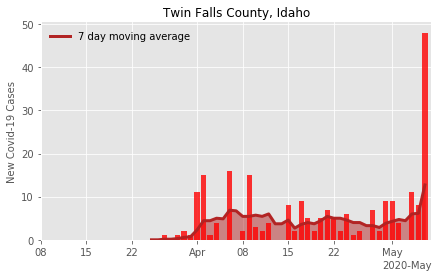 Twin Falls County, Idaho
7 day moving average
New Covid-19 Cases
50
40
30
20
10
0
08 15 22 Apr 08 15 22 May
2020-May